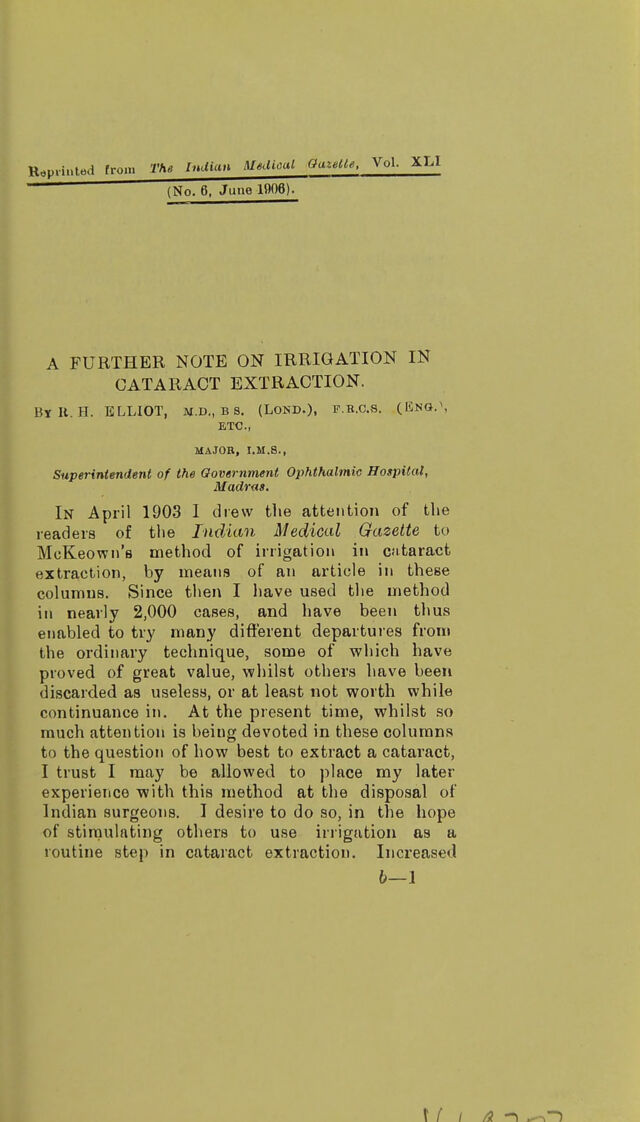 Reprinted from The Indian Medical Gazette, Vol. XLI
(No. 6, June 1906).
A FURTHER NOTE ON IRRIGATION IN
CATARACT EXTRACTION.
By R. H. ELLIOT, M.D., B S. (Lond.), F.R.C.S. (Eng.),
ETC.,
MAJOR, I.M.S.,
Superintendent of the Government Ophthalmic Hospital,
Madras.
In April 1903 I drew the attention of the
readers of the Indian Medical Gazette to
McKeown's method of irrigation in cataract
extraction, by means of an article in these
columns. Since then I have used the method
in nearly 2,000 cases, and have been thus
enabled to try many different departures from
the ordinary technique, some of which have
proved of great value, whilst others have been
discarded as useless, or at least not worth while
continuance in. At the present time, whilst so
much attention is being devoted in these columns
to the question of how best to extract a cataract,
I trust I may be allowed to place my later
experience with this method at the disposal of
Indian surgeons. I desire to do so, in the hope
of stimulating others to use irrigation as a
routine step in cataract extraction. Increased
b—1